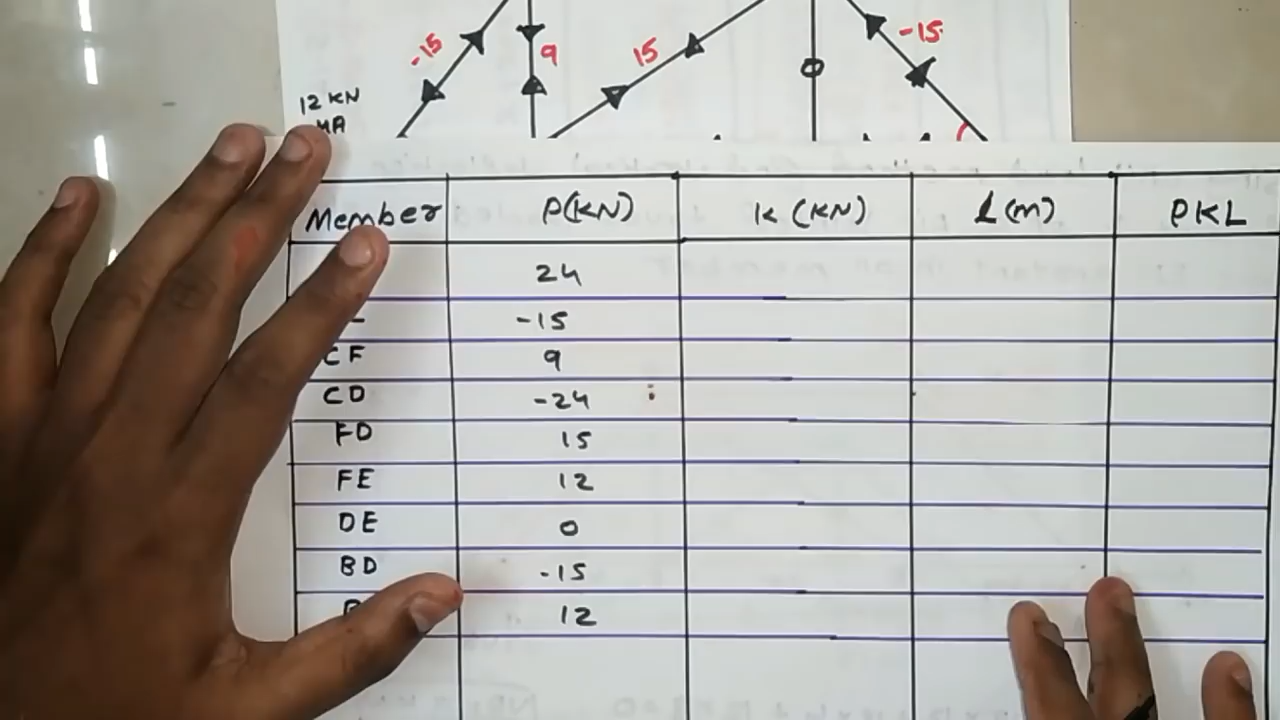 -15
9
15
-15
12 KN
HA
Member P(KN) K (KN) L(m) PKL
24
-15
CF 9
CD -24
FD 15
FE 12
DE 0
BD -15
12